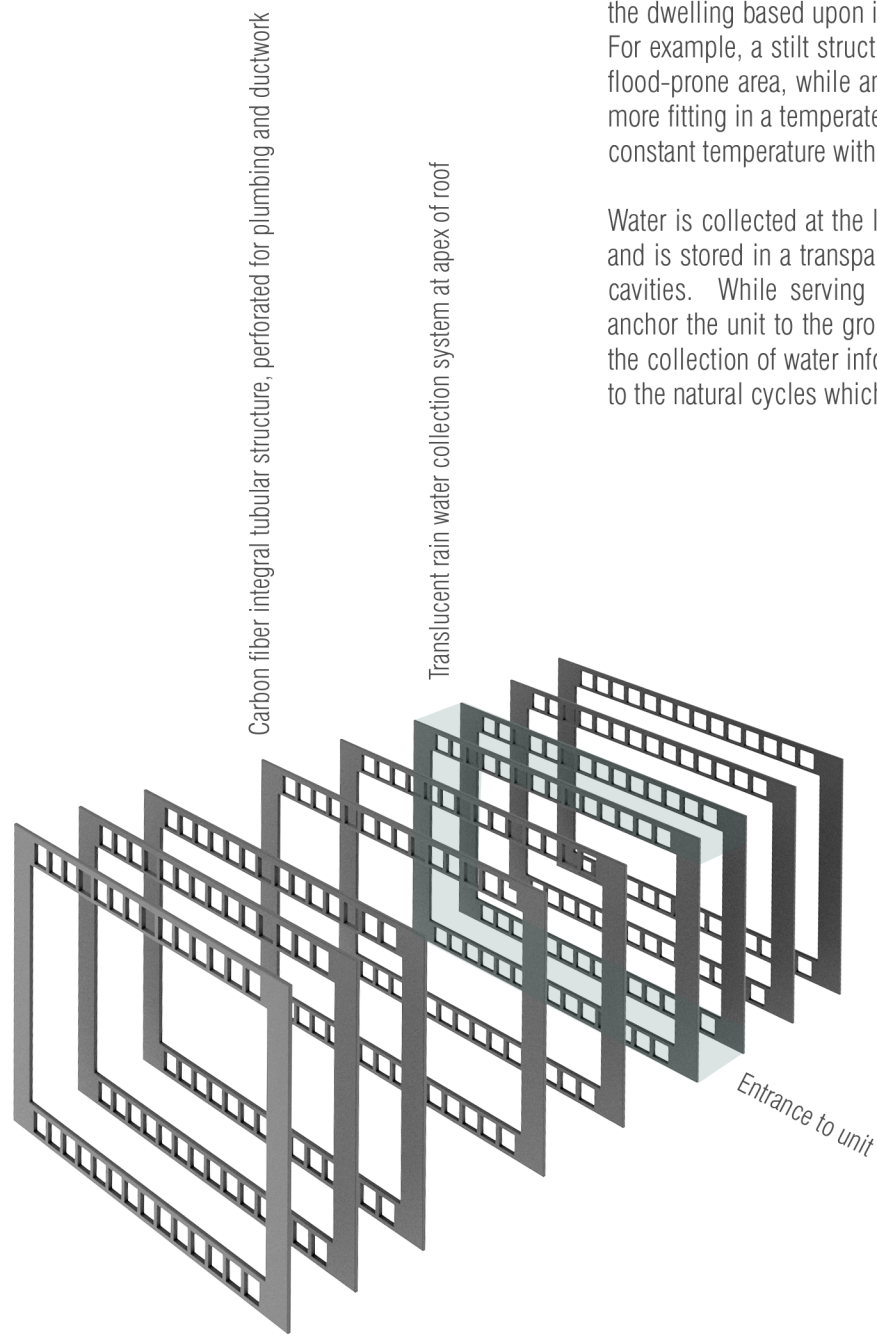 the dwelling based upon i
For example, a stilt struct
flood-prone area, while ar
more fitting in a temperate
constant temperature with
Water is collected at the l
and is stored in a transpa
cavities. While serving
anchor the unit to the gro
the collection of water info
to the natural cycles which
Carbon fiber integral tubular structure, perforated for plumbing and ductwork
Translucent rain water collection system at apex of roof
Entrance to unit